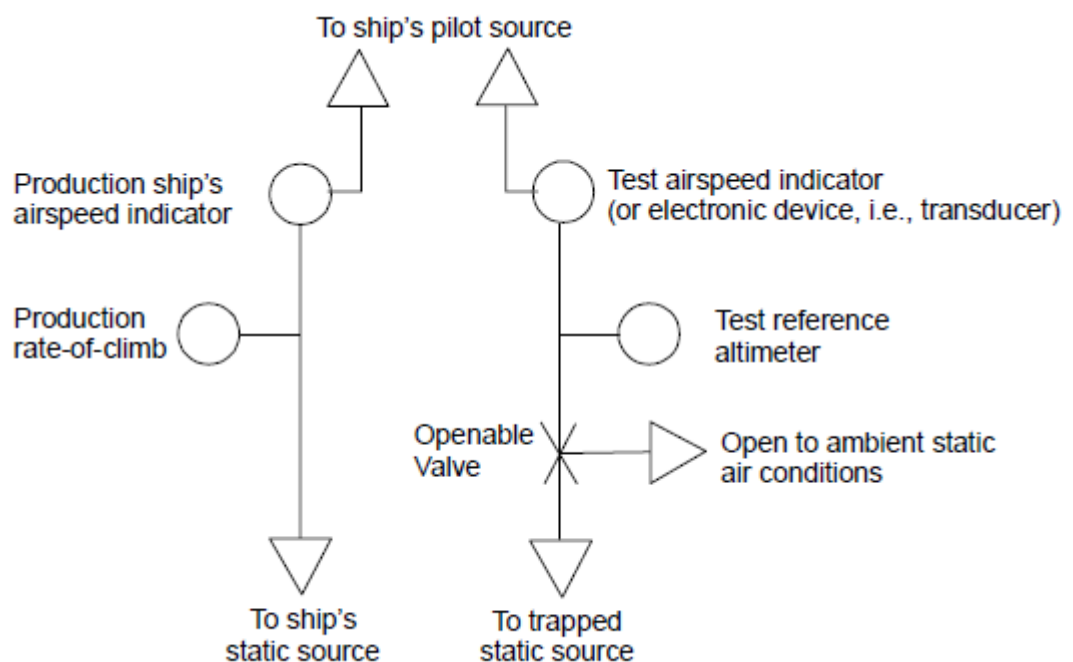 To ship's pilot source
Production ship's
airspeed indicator
Test airspeed indicator
(or electronic device, i.e., transducer)
Production
rate-of-climb
Test reference
altimeter
Openable
Valve
Open to ambient static
air conditions
To ship's
static source
To trapped
static source